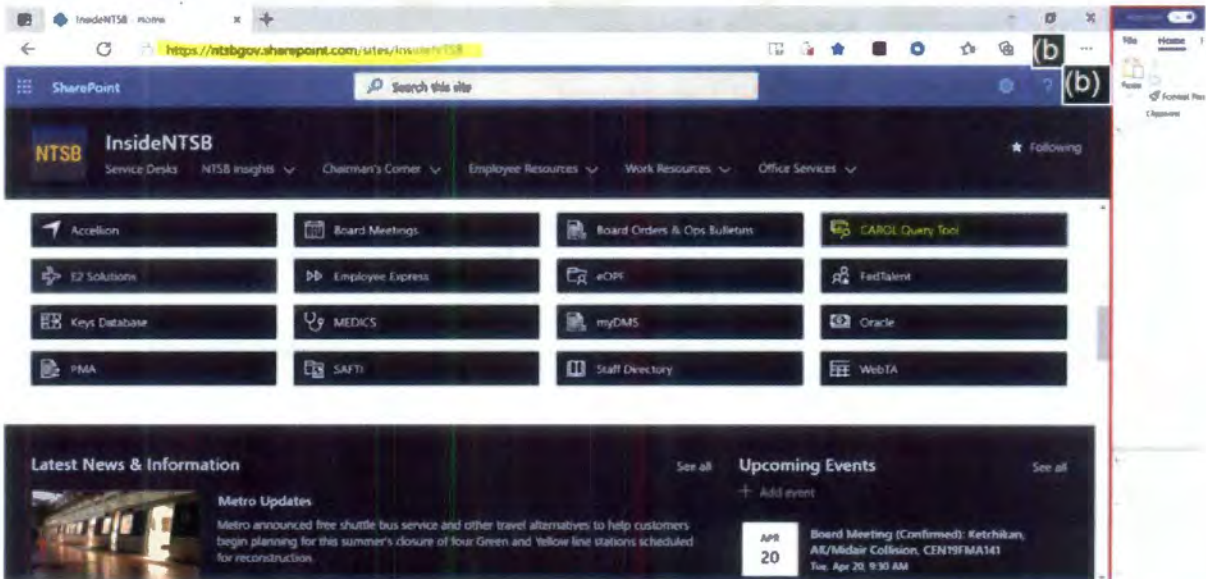 InsideNTSB - Home
https://ntsbgov.sharepoint.com/sites/InsideNTSB
(b)
SharePoint
Search this site
?
(b)
NTSB
InsideNTSB
Following
Service Desks NTSB Insights Chairman's Corner Employee Resources Work Resources Office Services
Accellion
Board Meetings
Board Orders & Ops Bulletins
CAROL Query Tool
E2 Solutions
Employee Express
eOPF
FedTalent
Keys Database
MEDICS
myDMS
Oracle
PMA
SAFTI
Staff Directory
WebTA
Latest News & Information
See all
Metro Updates
Metro announced free shuttle bus service and other travel alternatives to help customers
begin planning for this summer's closure of four Green and Yellow line stations scheduled
for reconstruction.
Upcoming Events
See all
+ Add event
APR
20
Board Meeting (Confirmed): Ketchikan,
AK/Midair Collision, CEN19FMA141
Tue, Apr 20, 9:30 AM
File Home
Paste
Format Pai
Clipboard